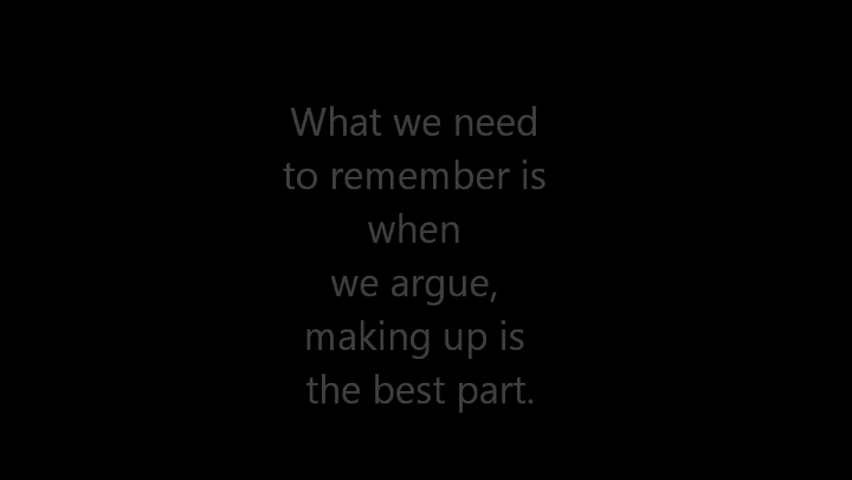 What we need
to remember is
when
we argue,
making up is
the best part.